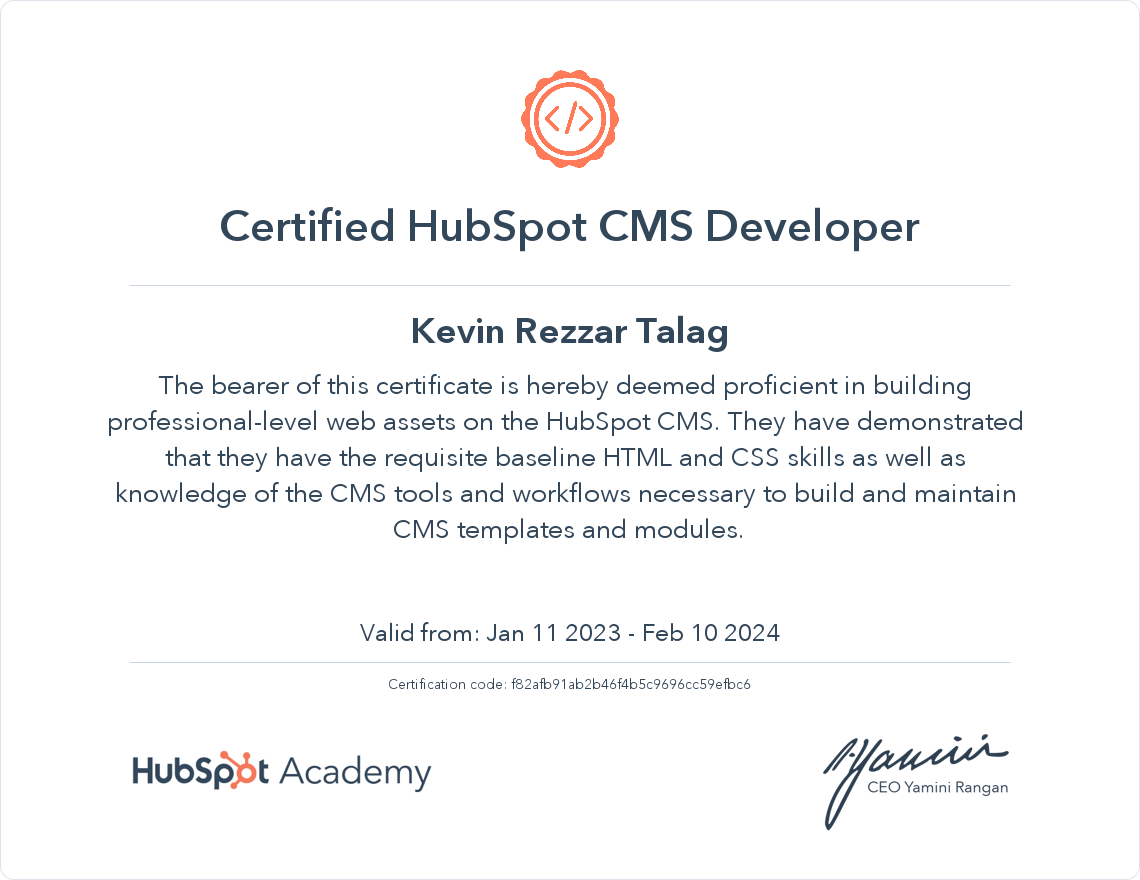 </>
Certified HubSpot CMS Developer
Kevin Rezzar Talag
The bearer of this certificate is hereby deemed proficient in building
professional-level web assets on the HubSpot CMS. They have demonstrated
that they have the requisite baseline HTML and CSS skills as well as
knowledge of the CMS tools and workflows necessary to build and maintain
CMS templates and modules.
Valid from: Jan 11 2023 - Feb 10 2024
Certification code: f82afb91ab2b46f4b5c9696cc59efbc6
HubSpot Academy
CEO Yamini Rangan